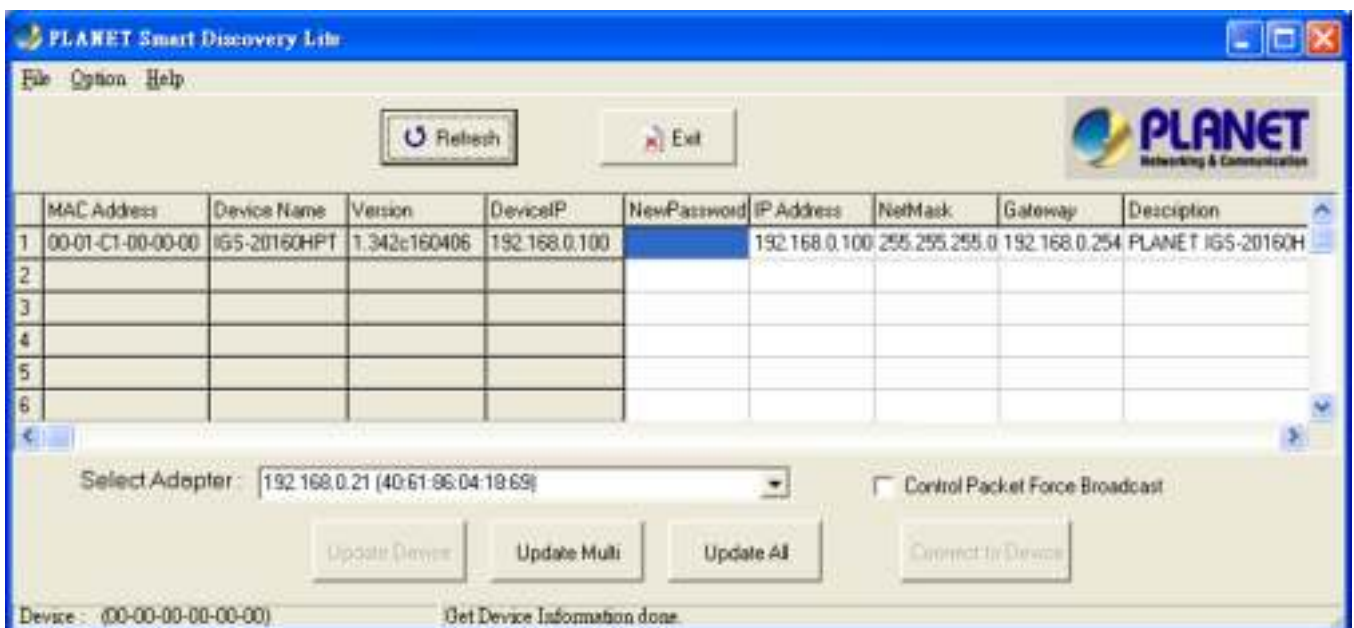 PLANET Smart Discovery Lite
File Option Help
Refresh Exit
PLANET
Networking & Communication
MAC Address Device Name Version DeviceIP NewPassword IP Address NetMask Gateway Description
1 00-01-C1-00-00-00 IGS-20160HPT 1.342c160406 192.168.0.100 192.168.0.100 255.255.255.0 192.168.0.254 PLANET IGS-20160H
2
3
4
5
6
Select Adapter : 192.168.0.21 (40:61:86:04:18:69)
Control Packet Force Broadcast
Update Device Update Multi Update All Connect to Device
Device : (00-00-00-00-00-00) Get Device Information done.